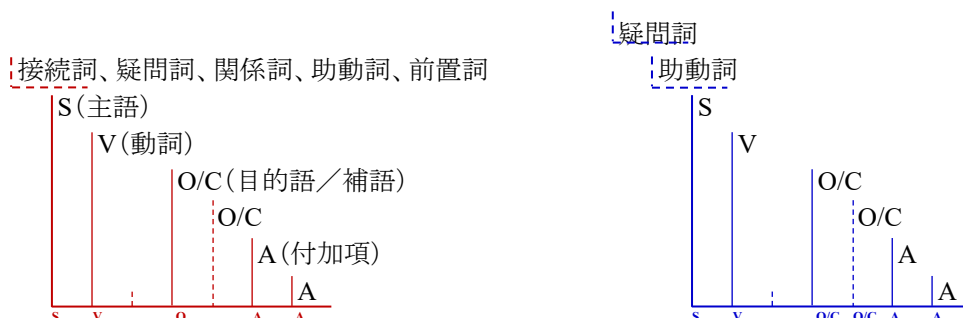 接続詞、疑問詞、関係詞、助動詞、前置詞
S(主語)
V(動詞)
O/C(目的語／補語)
O/C
A(付加項)
A
S V O A A
疑問詞
助動詞
S
V
O/C
O/C
A
A
S V O/C O/C A A